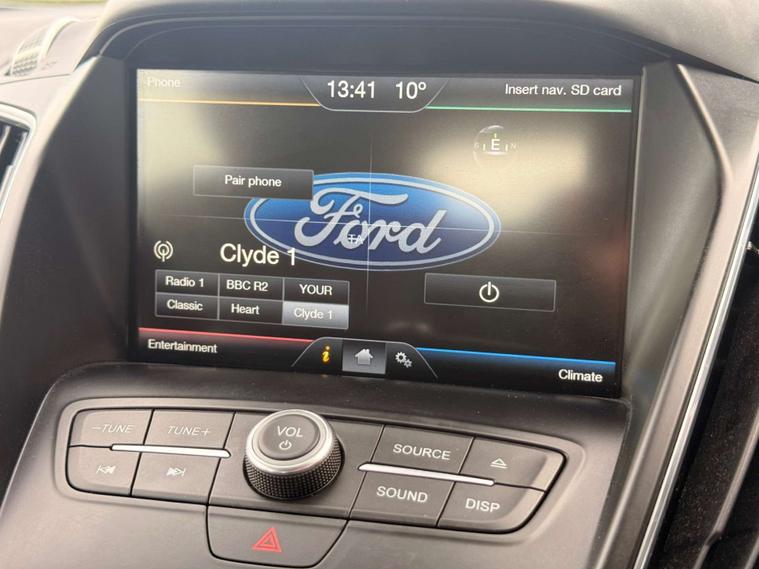 Phone
13:41 10°
Insert nav. SD card
E N
Pair phone
Ford
TA
Clyde 1
Radio 1 BBC R2 YOUR
Classic Heart Clyde 1
Entertainment
i
Climate
−TUNE TUNE+
VOL
SOURCE
SOUND
DISP